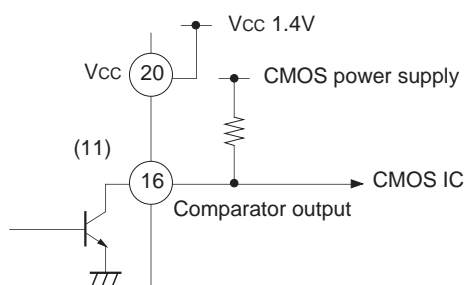 Vcc 1.4V
Vcc 20
CMOS power supply
(11)
16 CMOS IC
Comparator output